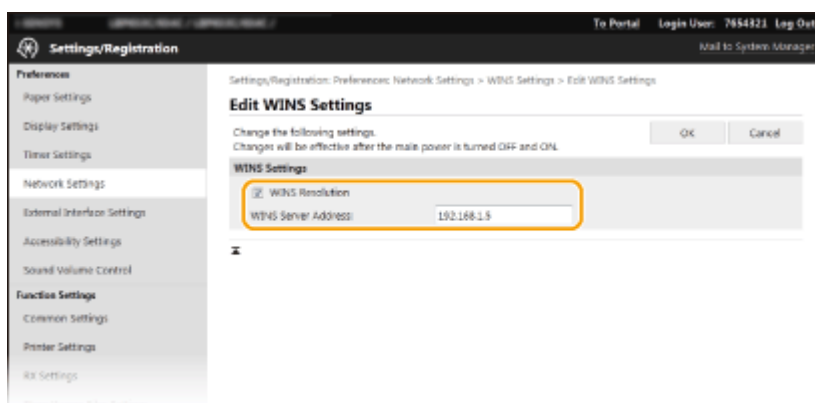 To Portal Login User: 7654321 Log Out
Settings/Registration
Mail to System Manager
Preferences
Paper Settings
Display Settings
Timer Settings
Network Settings
External Interface Settings
Accessibility Settings
Sound Volume Control
Function Settings
Common Settings
Printer Settings
RX Settings
Settings/Registration: Preferences: Network Settings > WINS Settings > Edit WINS Settings
Edit WINS Settings
Change the following settings.
Changes will be effective after the main power is turned OFF and ON.
OK Cancel
WINS Settings
WINS Resolution
WINS Server Address: 192.168.1.5